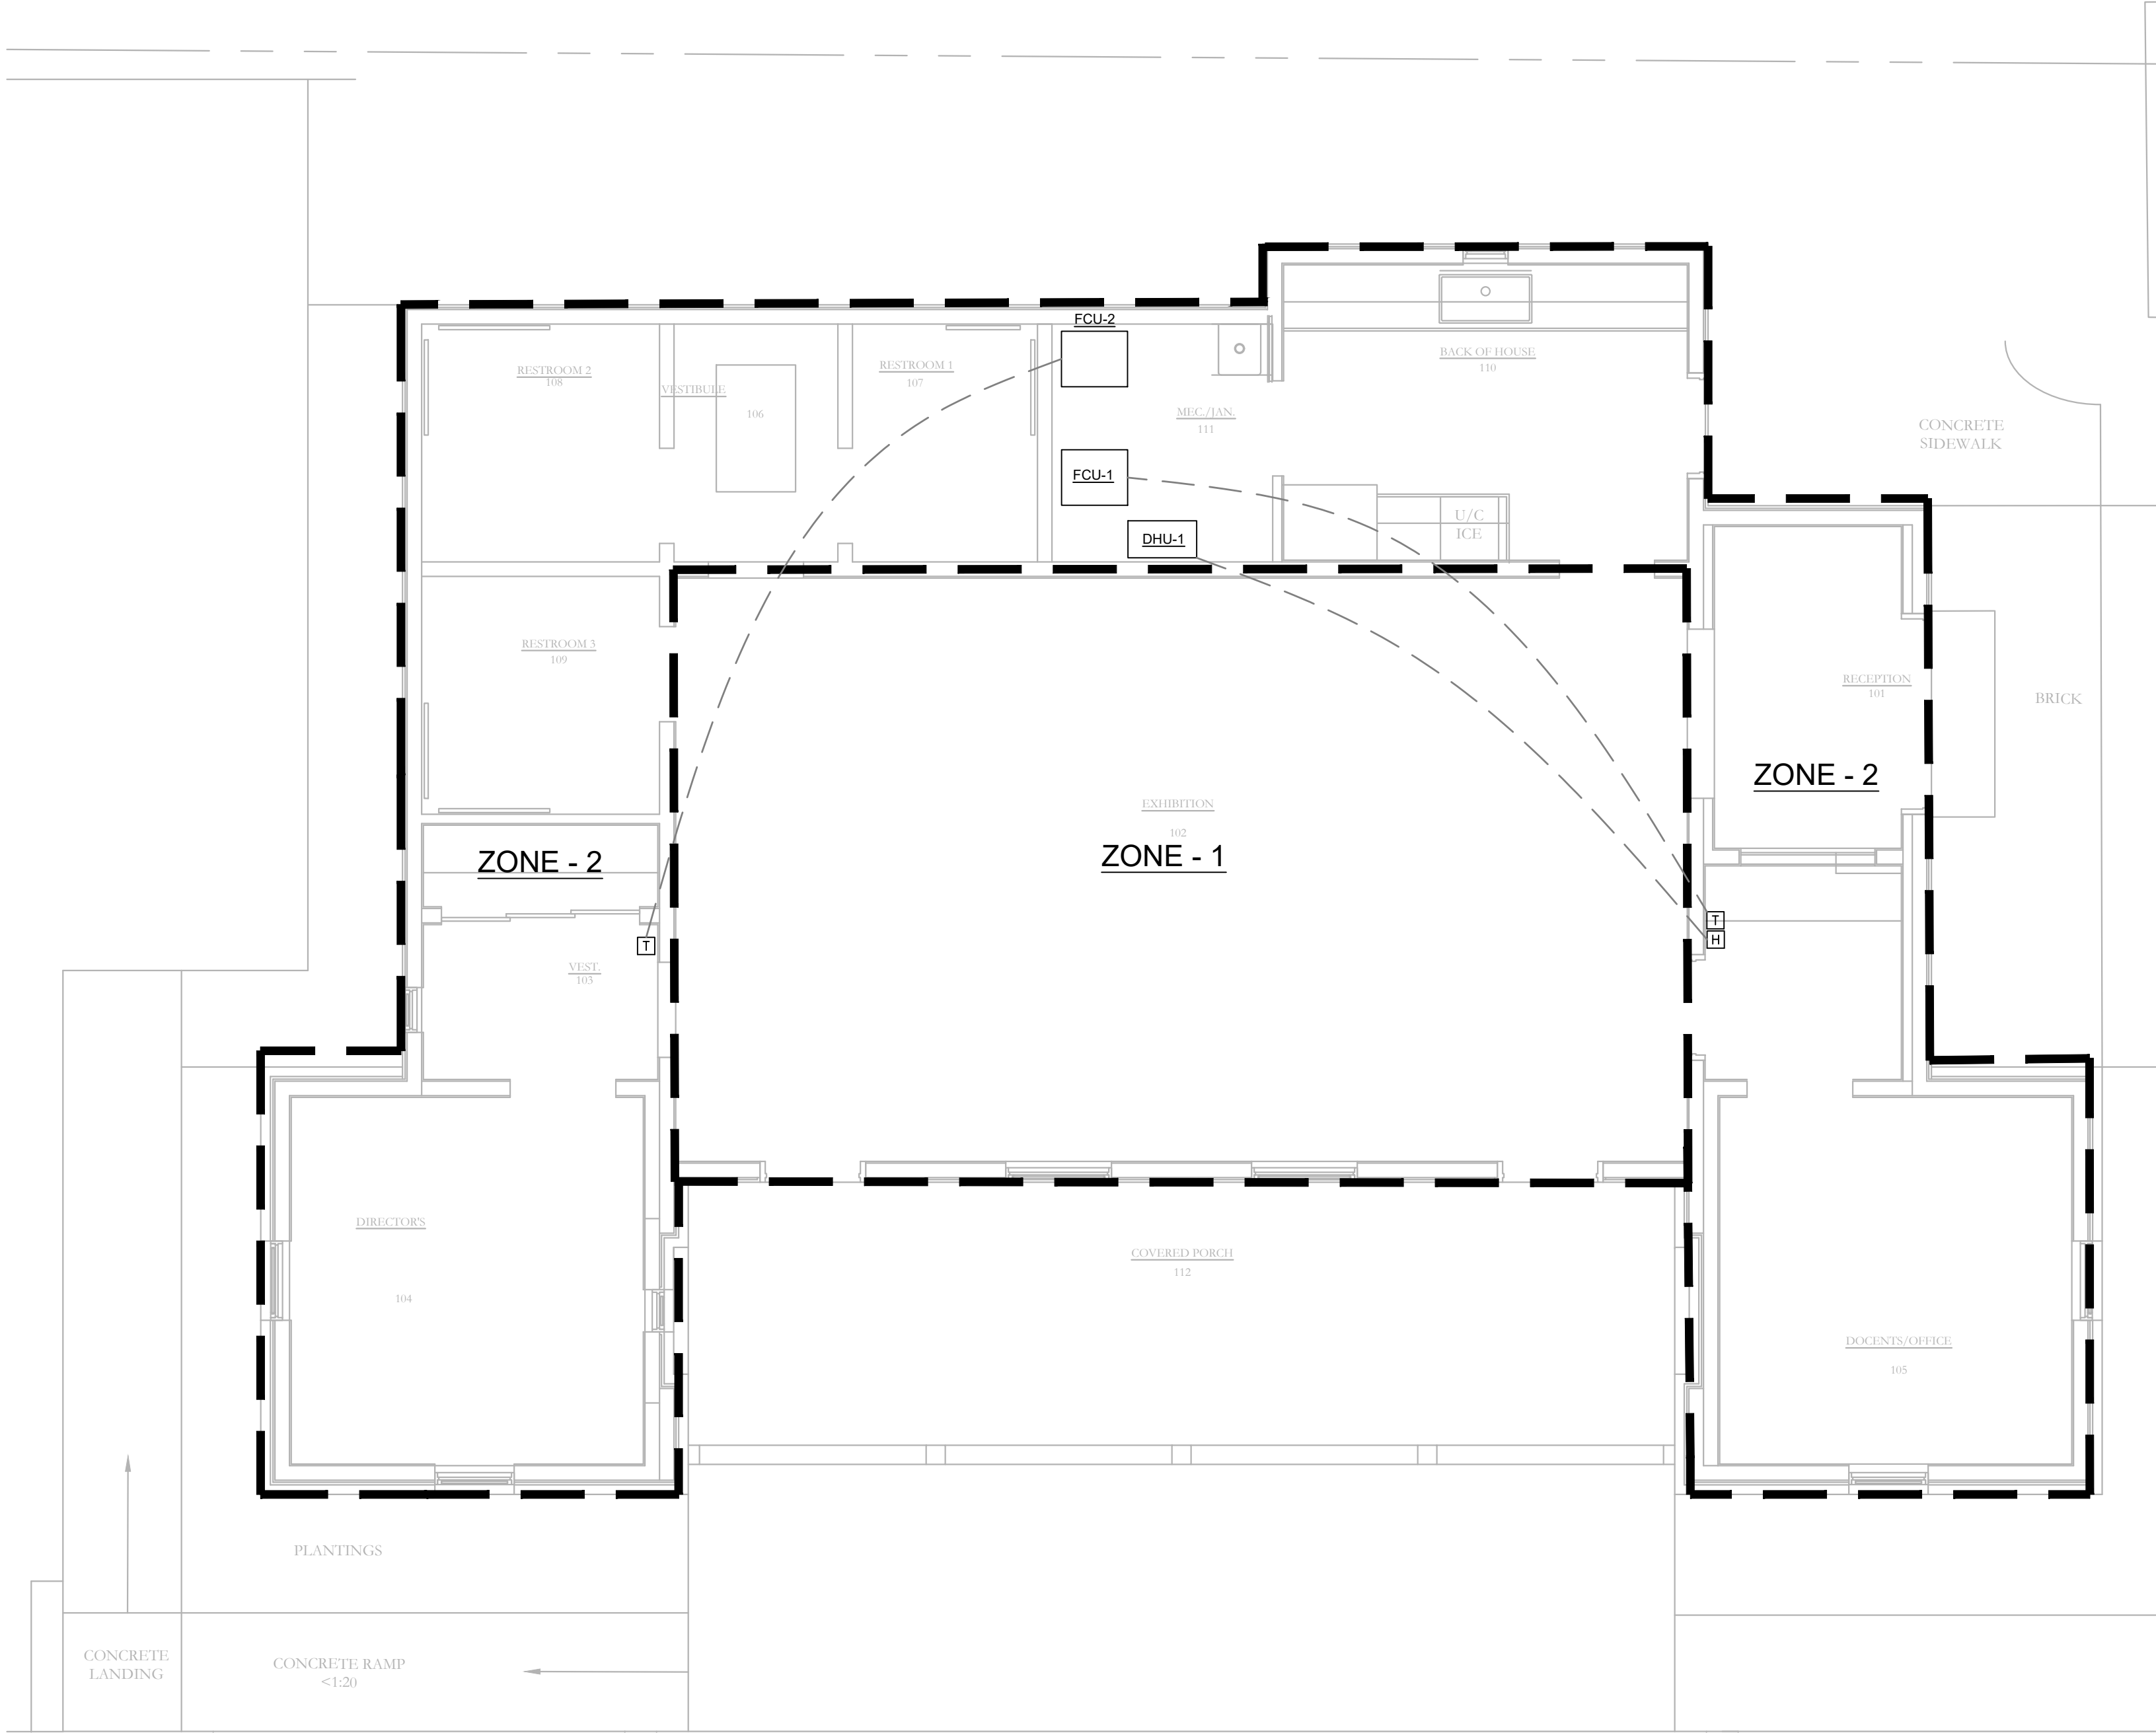 FCU-2
RESTROOM 2
108
VESTIBULE
106
RESTROOM 1
107
MEC./JAN.
111
BACK OF HOUSE
110
CONCRETE
SIDEWALK
FCU-1
DHU-1
U/C
ICE
RESTROOM 3
109
RECEPTION
101
BRICK
ZONE - 2
EXHIBITION
102
ZONE - 1
ZONE - 2
T
H
T
VEST.
103
DIRECTOR'S
104
COVERED PORCH
112
DOCENTS/OFFICE
105
PLANTINGS
CONCRETE
LANDING
CONCRETE RAMP
<1:20